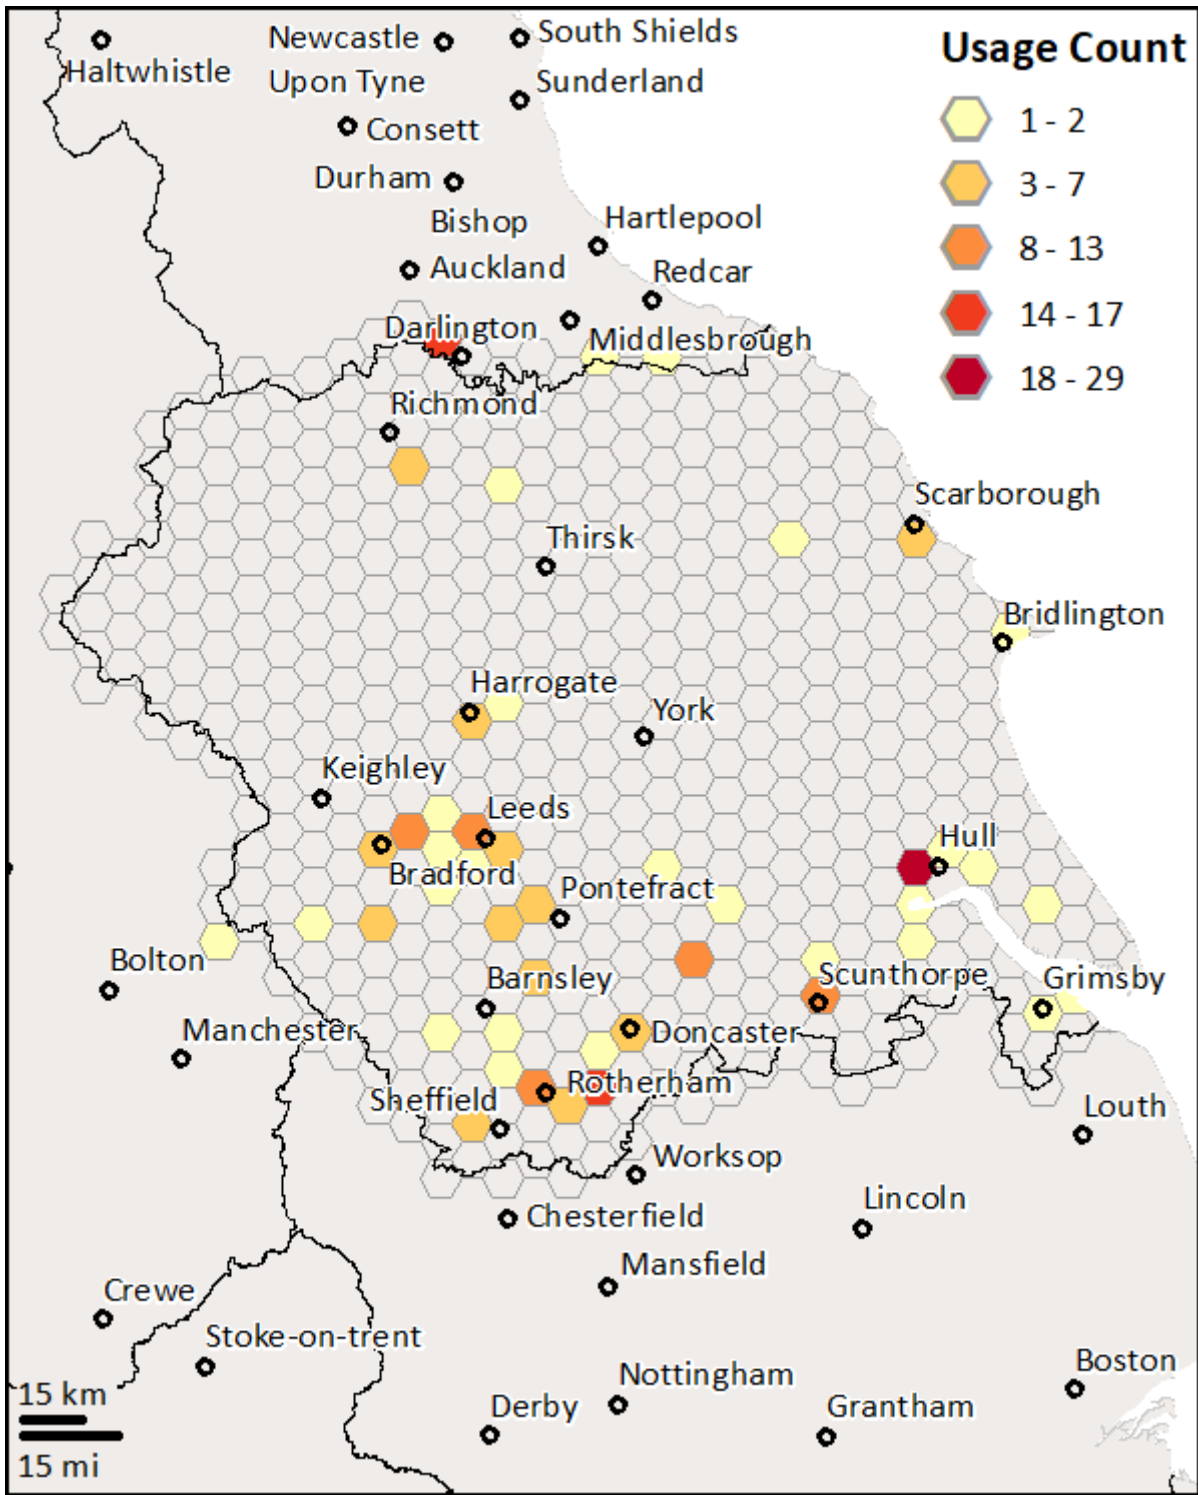 Newcastle
Upon Tyne
South Shields
Usage Count
Haltwhistle
Sunderland
1 - 2
Consett
3 - 7
Durham
Bishop
Auckland
Hartlepool
8 - 13
Redcar
14 - 17
Darlington
Middlesbrough
18 - 29
Richmond
Scarborough
Thirsk
Bridlington
Harrogate
York
Keighley
Leeds
Hull
Bradford
Pontefract
Bolton
Barnsley
Scunthorpe
Grimsby
Manchester
Doncaster
Rotherham
Sheffield
Louth
Worksop
Lincoln
Chesterfield
Mansfield
Crewe
Stoke-on-trent
Nottingham
Boston
15 km
Derby
Grantham
15 mi